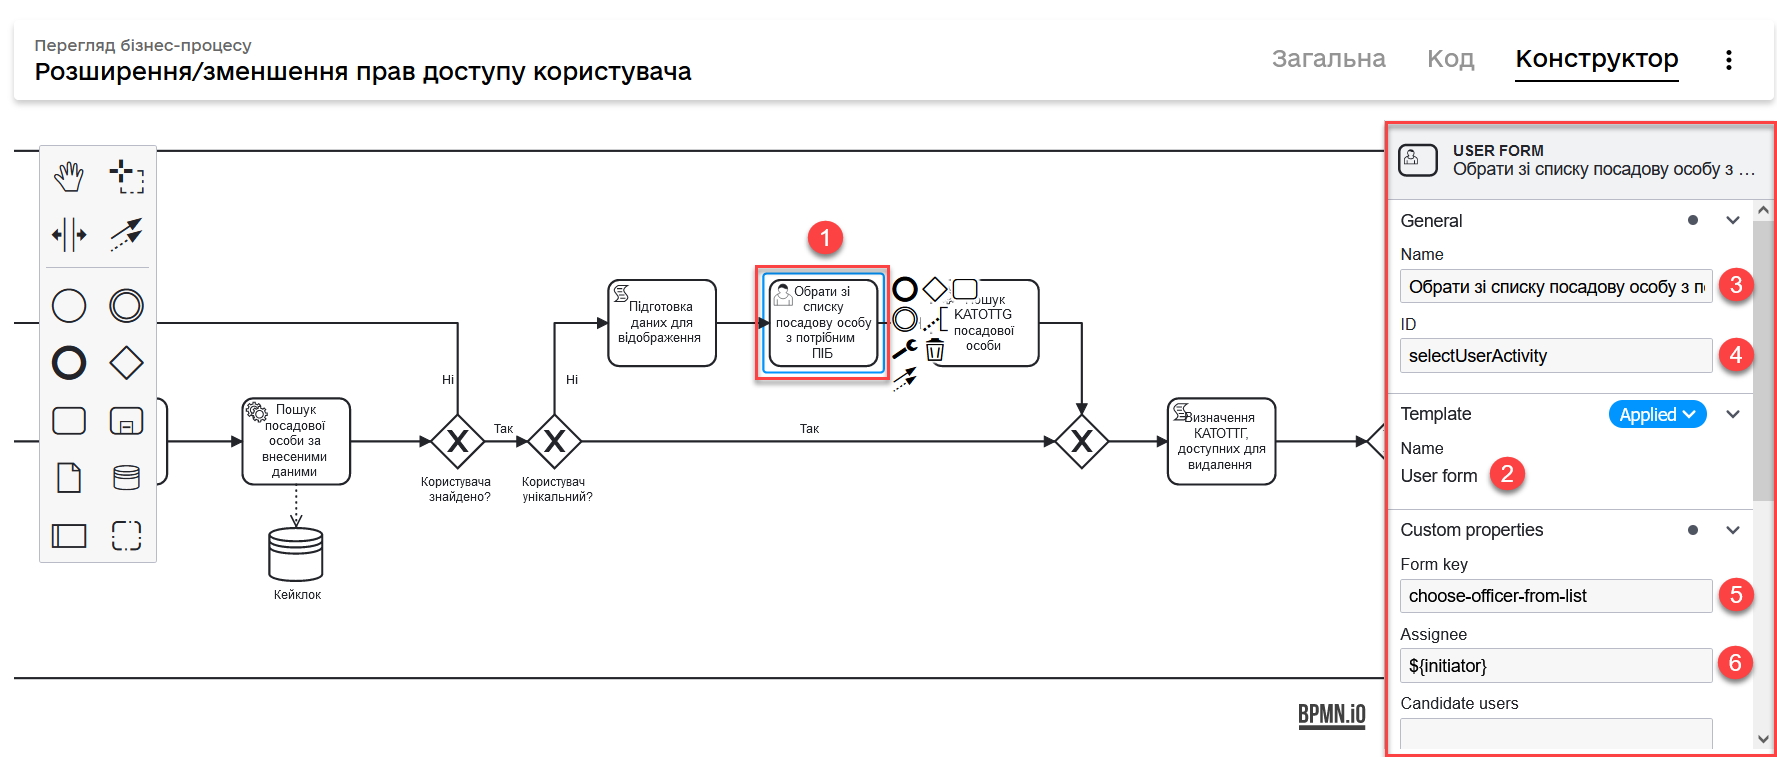 Перегляд бізнес-процесу
Розширення/зменшення прав доступу користувача
Загальна
Код
Конструктор
USER FORM
Обрати зі списку посадову особу з ...
General
Name
Обрати зі списку посадову особу з п
3
ID
selectUserActivity
4
Template
Applied
Name
User form
2
Custom properties
Form key
choose-officer-from-list
5
Assignee
${initiator}
6
Candidate users
1
Підготовка
даних для
відображення
Обрати зі
списку
посадову особу
з потрібним
ПІБ
КАТОТТG
посадової
особи
Ні
Ні
Пошук
посадової
особи за
внесеними
даними
Так
Так
Користувача
знайдено?
Користувач
унікальний?
Визначення
КАТОТТГ,
доступних для
видалення
Кейклок
BPMN.iO